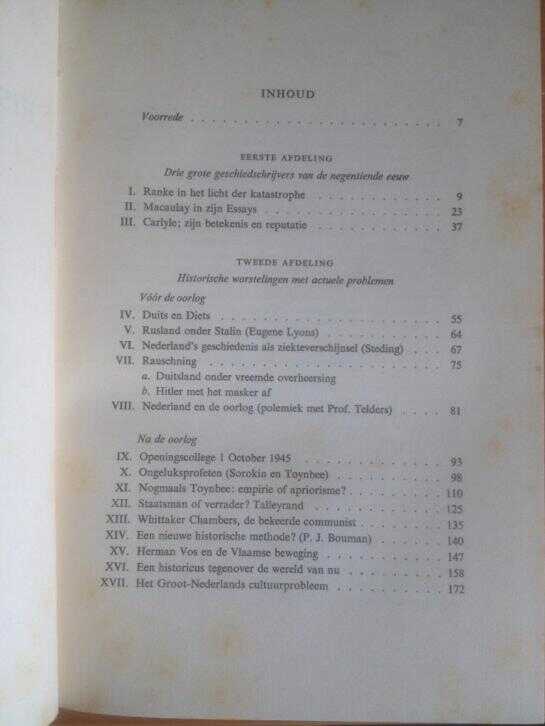 INHOUD
Voorrede . . . . . . . . . . . . . . . . . . . . . . . . 7
EERSTE AFDELING
Drie grote geschiedschrijvers van de negentiende eeuw
I. Ranke in het licht der katastrophe . . . . . . . . . . 9
II. Macaulay in zijn Essays . . . . . . . . . . . . . . 23
III. Carlyle; zijn betekenis en reputatie . . . . . . . . . . 37
TWEEDE AFDELING
Historische worstelingen met actuele problemen
Vóór de oorlog
IV. Duits en Diets . . . . . . . . . . . . . . . . . 55
V. Rusland onder Stalin (Eugene Lyons) . . . . . . . . . 64
VI. Nederland's geschiedenis als ziekteverschijnsel (Steding) . . . 67
VII. Rauschning . . . . . . . . . . . . . . . . . . 75
a. Duitsland onder vreemde overheersing
b. Hitler met het masker af
VIII. Nederland en de oorlog (polemiek met Prof. Telders) . . . . 81
Na de oorlog
IX. Openingscollege 1 October 1945 . . . . . . . . . . . 93
X. Ongeluksprofeten (Sorokin en Toynbee) . . . . . . . . 98
XI. Nogmaals Toynbee: empirie of apriorisme? . . . . . . . 110
XII. Staatsman of verrader? Talleyrand . . . . . . . . . . 125
XIII. Whittaker Chambers, de bekeerde communist . . . . . . 135
XIV. Een nieuwe historische methode? (P. J. Bouman) . . . . . 140
XV. Herman Vos en de Vlaamse beweging . . . . . . . . . 147
XVI. Een historicus tegenover de wereld van nu . . . . . . . 158
XVII. Het Groot-Nederlands cultuurprobleem . . . . . . . . 172